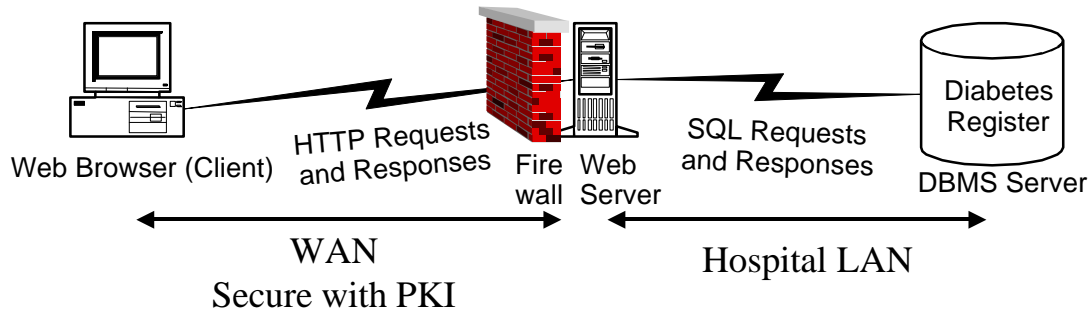 Web Browser (Client)
HTTP Requests
and Responses
Fire
wall
Web
Server
SQL Requests
and Responses
Diabetes
Register
DBMS Server
WAN
Secure with PKI
Hospital LAN